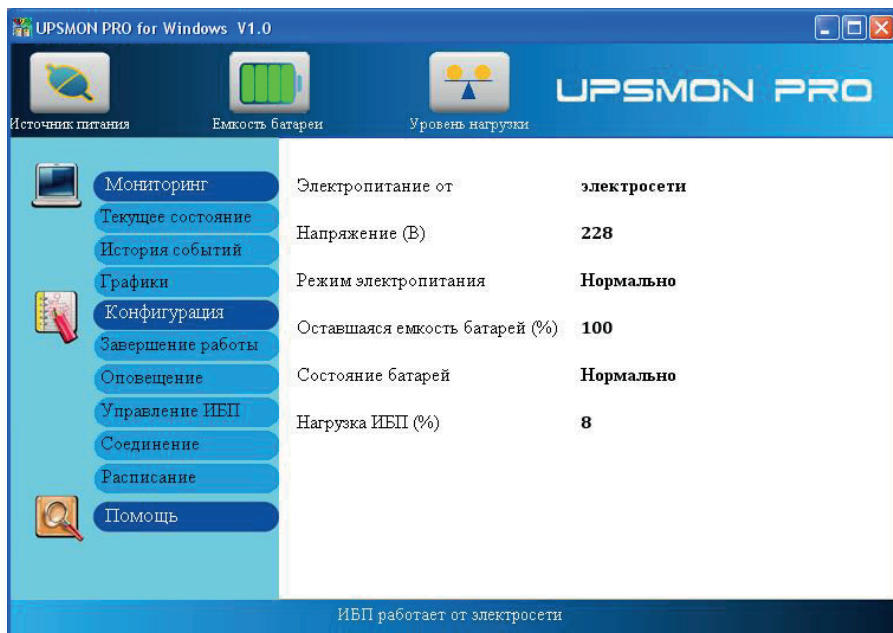 UPSMON PRO for Windows V1.0
UPSMON PRO
Источник питания
Емкость батареи
Уровень нагрузки
Мониторинг
Текущее состояние
История событий
Графики
Конфигурация
Завершение работы
Оповещение
Управление ИБП
Соединение
Расписание
Помощь
Электропитание от электросети
Напряжение (В) 228
Режим электропитания Нормально
Оставшаяся емкость батарей (%) 100
Состояние батарей Нормально
Нагрузка ИБП (%) 8
ИБП работает от электросети